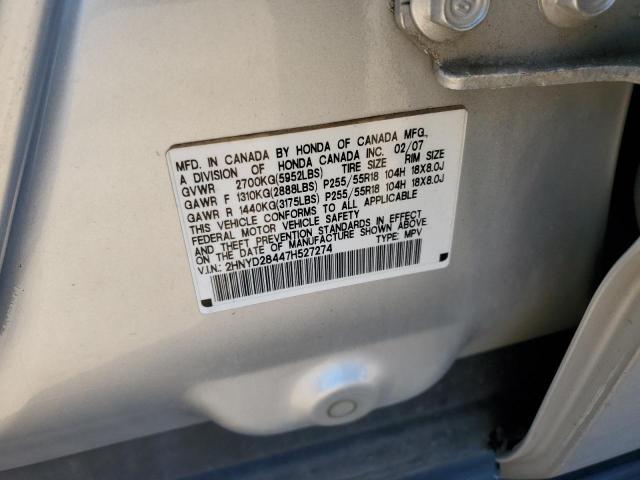 MFD. IN CANADA BY HONDA OF CANADA MFG.,
A DIVISION OF HONDA CANADA INC. 02/07
GVWR 2700KG(5952LBS) TIRE SIZE RIM SIZE
GAWR F 1310KG(2888LBS) P255/55R18 104H 18X8.0J
GAWR R 1440KG(3175LBS) P255/55R18 104H 18X8.0J
THIS VEHICLE CONFORMS TO ALL APPLICABLE
FEDERAL MOTOR VEHICLE SAFETY
AND THEFT PREVENTION STANDARDS IN EFFECT
ON THE DATE OF MANUFACTURE SHOWN ABOVE.
V.I.N.: 2HNYD28447H527274 TYPE: MPV